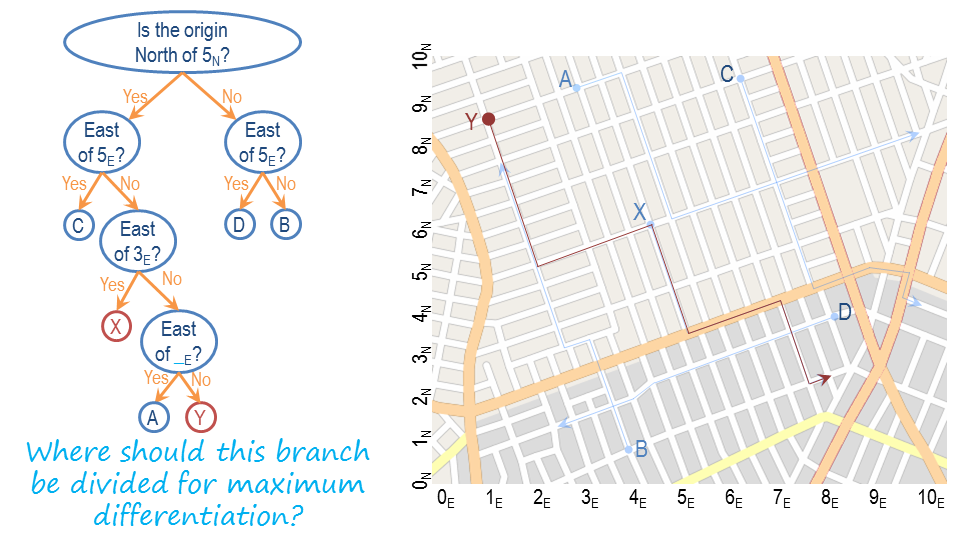 Is the origin
North of 5N?
Yes
No
East
of 5E?
East
of 5E?
Yes
No
Yes
No
C
East
of 3E?
D
B
Yes
No
X
East
of _E?
Yes
No
A
Y
Where should this branch
be divided for maximum
differentiation?
10N
9N
8N
7N
6N
5N
4N
3N
2N
1N
0N
A
C
Y
X
D
B
0E
1E
2E
3E
4E
5E
6E
7E
8E
9E
10E